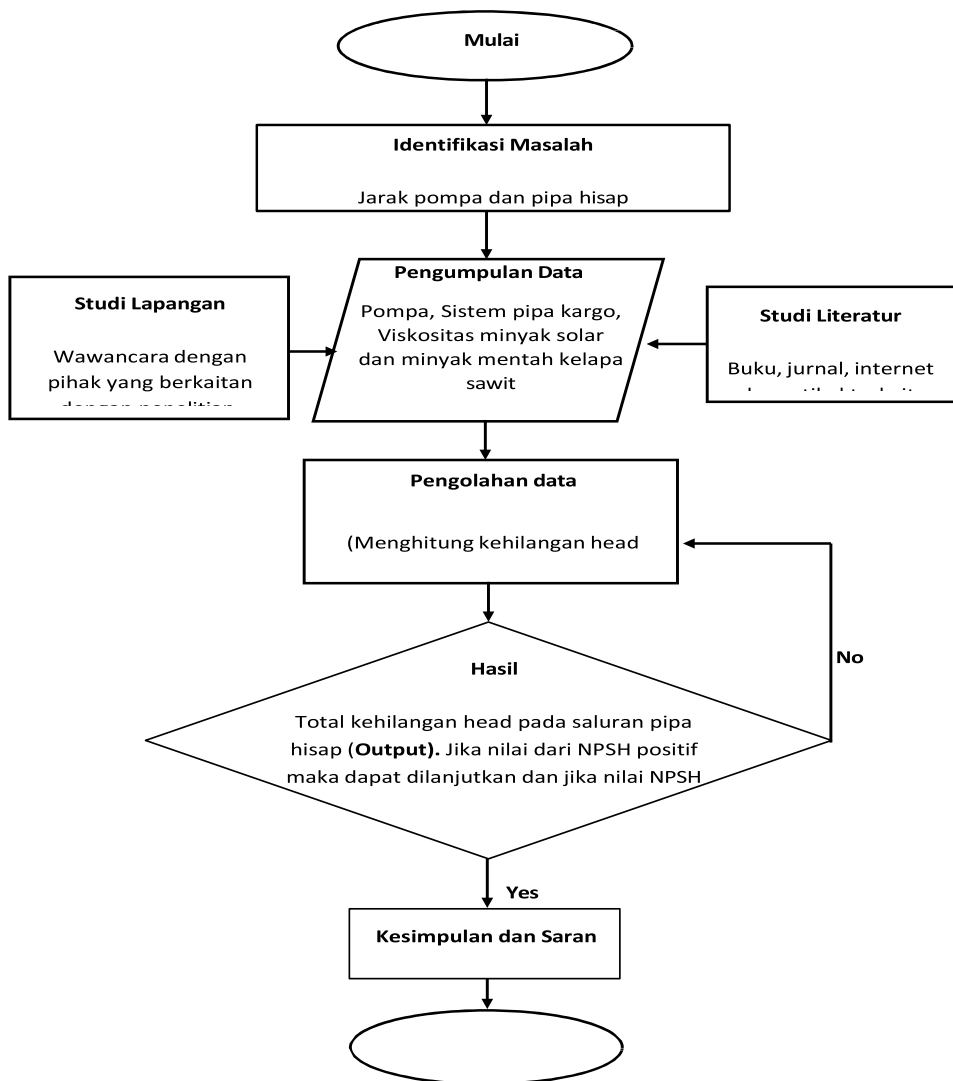 Mulai
Identifikasi Masalah
Jarak pompa dan pipa hisap
Pengumpulan Data
Pompa, Sistem pipa kargo,
Viskositas minyak solar
dan minyak mentah kelapa
sawit
Studi Lapangan
Wawancara dengan
pihak yang berkaitan
dengan penelitian
Studi Literatur
Buku, jurnal, internet
Pengolahan data
(Menghitung kehilangan head
Hasil
Total kehilangan head pada saluran pipa
hisap (Output). Jika nilai dari NPSH positif
maka dapat dilanjutkan dan jika nilai NPSH
No
Yes
Kesimpulan dan Saran